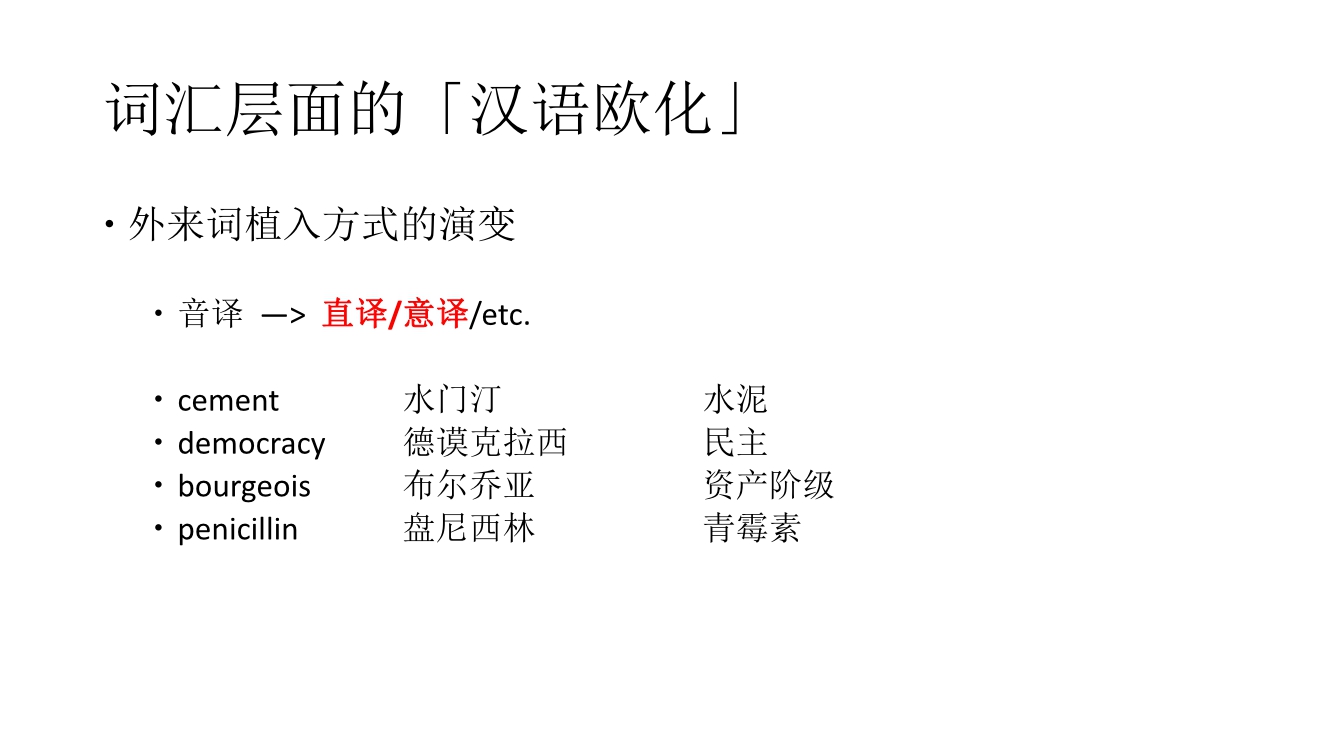 词汇层面的「汉语欧化」
• 外来词植入方式的演变
• 音译 —> 直译/意译/etc.
• cement 水门汀 水泥
• democracy 德谟克拉西 民主
• bourgeois 布尔乔亚 资产阶级
• penicillin 盘尼西林 青霉素